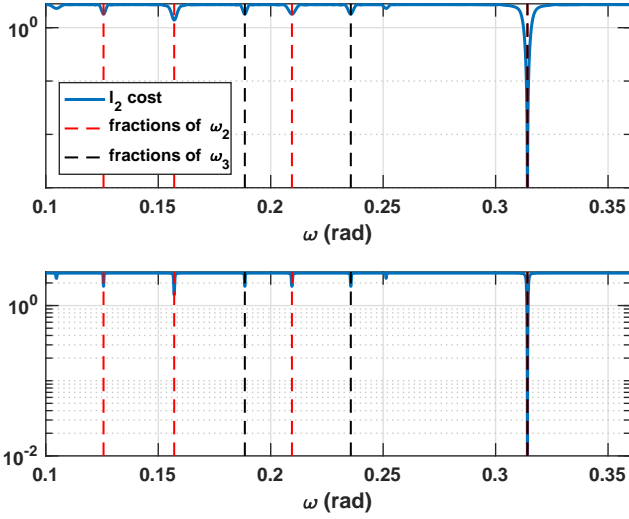 10^0
l_2 cost
fractions of ω_2
fractions of ω_3
0.1 0.15 0.2 0.25 0.3 0.35
ω (rad)
10^0
10^-2
0.1 0.15 0.2 0.25 0.3 0.35
ω (rad)